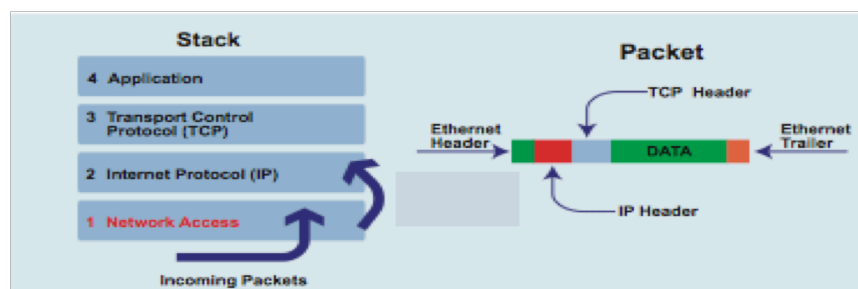 Stack
4 Application
3 Transport Control
Protocol (TCP)
2 Internet Protocol (IP)
1 Network Access
Incoming Packets
Packet
TCP Header
Ethernet
Header
DATA
Ethernet
Trailer
IP Header